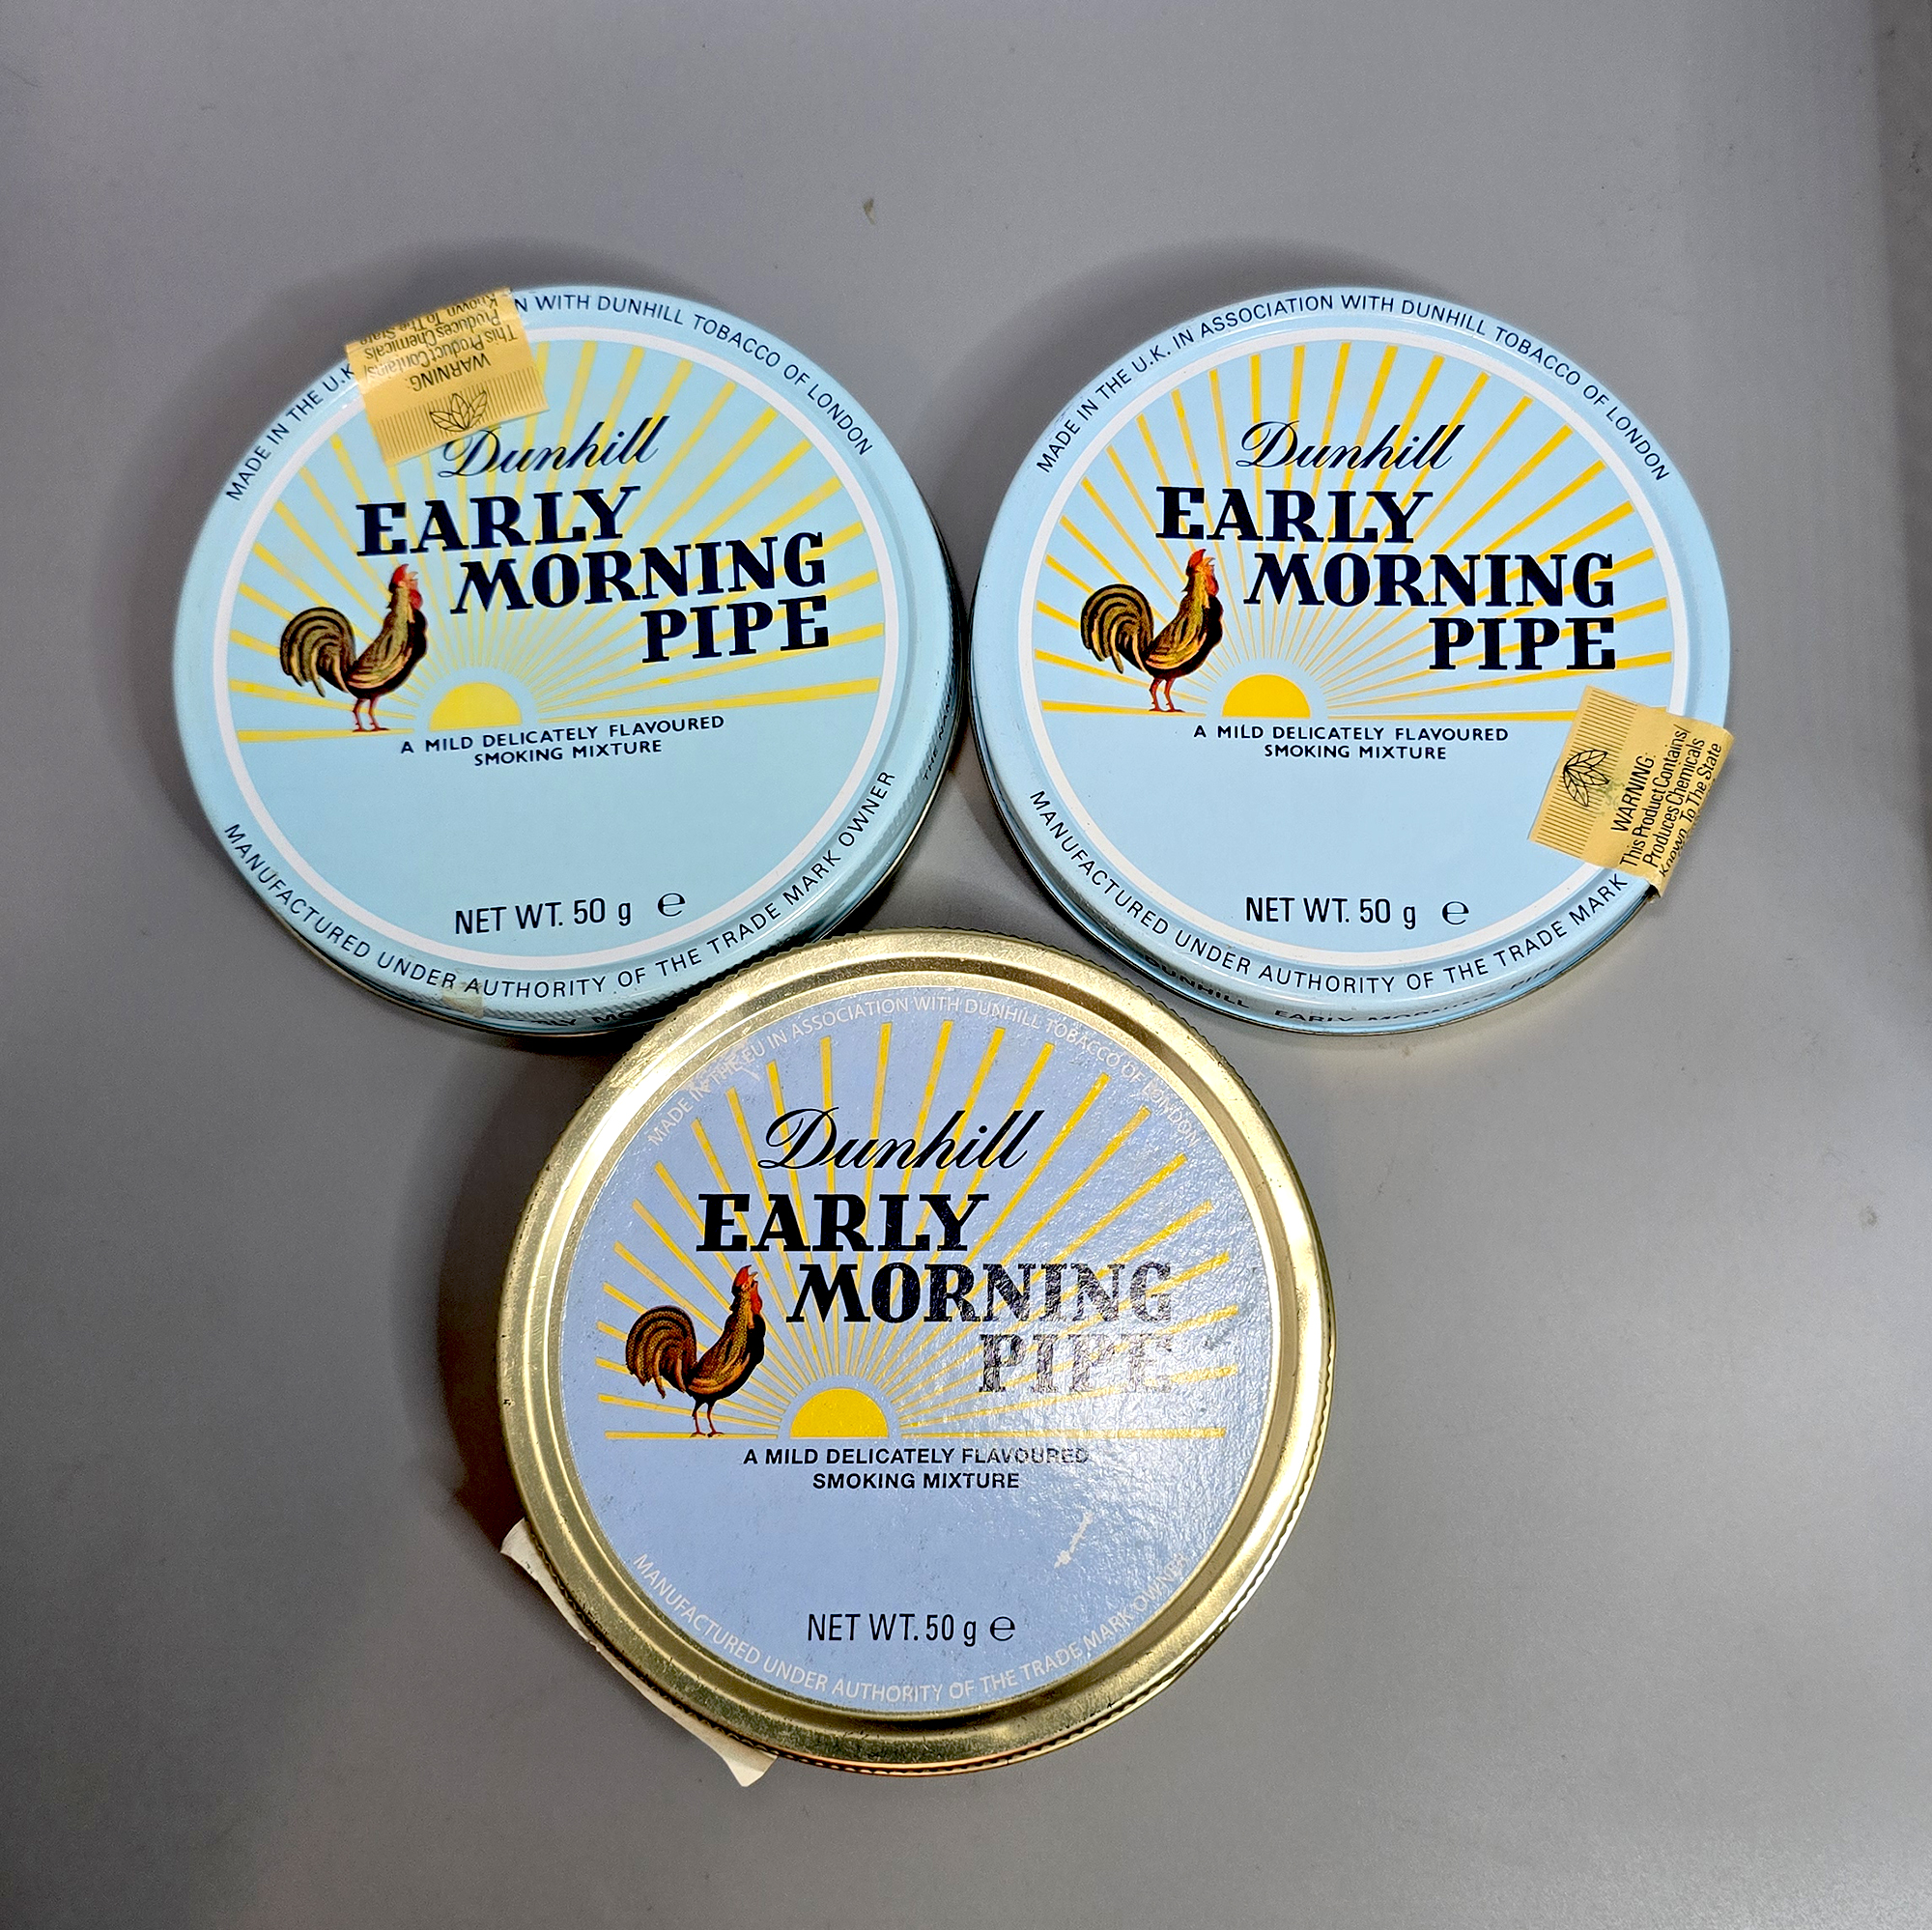 MADE IN THE U.K. N WITH DUNHILL TOBACCO OF LONDON
WARNING:
This Product Contains/
Produces Chemicals
Known To The State
Dunhill
EARLY
MORNING
PIPE
A MILD DELICATELY FLAVOURED
SMOKING MIXTURE
NET WT. 50 g e
MANUFACTURED UNDER AUTHORITY OF THE TRADE MARK OWNER
MADE IN THE U.K. IN ASSOCIATION WITH DUNHILL TOBACCO OF LONDON
Dunhill
EARLY
MORNING
PIPE
A MILD DELICATELY FLAVOURED
SMOKING MIXTURE
WARNING:
This Product Contains/
Produces Chemicals
Known To The State
NET WT. 50 g e
MANUFACTURED UNDER AUTHORITY OF THE TRADE MARK
DUNHILL
EARLY MORNING PIPE
MADE IN THE EU IN ASSOCIATION WITH DUNHILL TOBACCO OF LONDON
Dunhill
EARLY
MORNING
PIPE
A MILD DELICATELY FLAVOURED
SMOKING MIXTURE
NET WT. 50 g e
MANUFACTURED UNDER AUTHORITY OF THE TRADE MARK OWNER